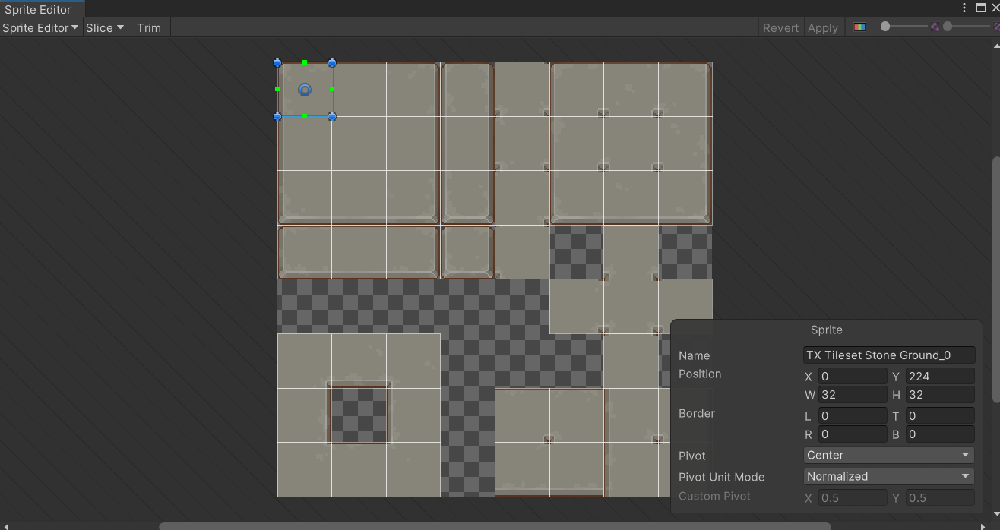 Sprite Editor
Sprite Editor Slice Trim Revert Apply
Sprite
Name TX Tileset Stone Ground_0
Position X 0 Y 224
W 32 H 32
Border L 0 T 0
R 0 B 0
Pivot Center
Pivot Unit Mode Normalized
Custom Pivot X 0.5 Y 0.5